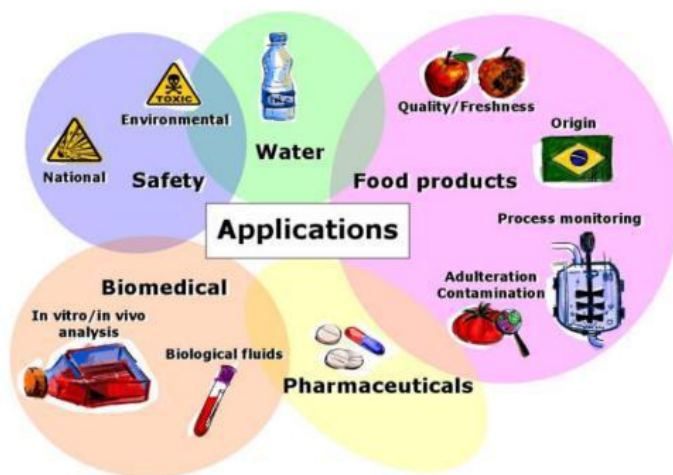 TOXIC
Environmental
National
Safety
Water
Quality/Freshness
Origin
Food products
Applications
Process monitoring
Adulteration
Contamination
Biomedical
In vitro/in vivo
analysis
Biological fluids
Pharmaceuticals